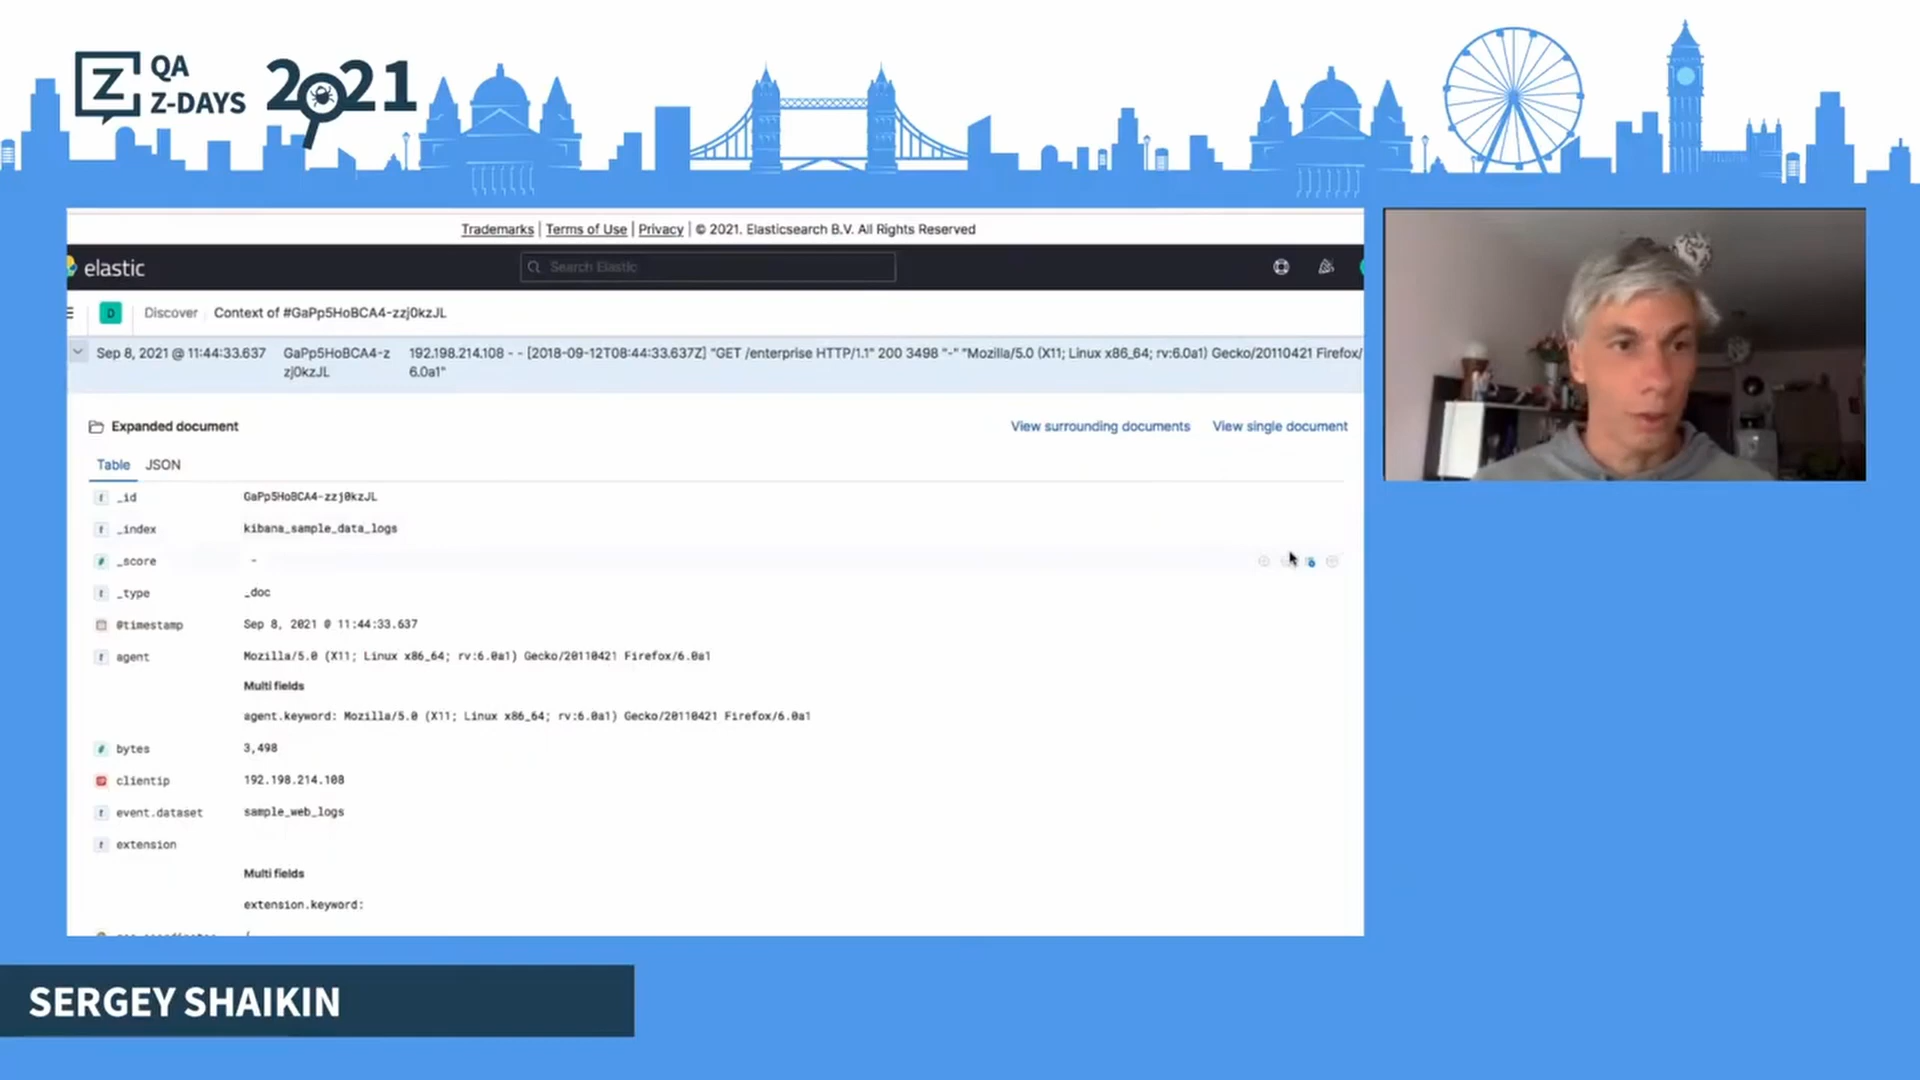 QA
Z-DAYS
2021
Trademarks | Terms of Use | Privacy | © 2021. Elasticsearch B.V. All Rights Reserved
elastic
Search Elastic
D
Discover
Context of #GaPp5HoBCA4-zzj0kzJL
Sep 8, 2021 @ 11:44:33.637 GaPp5HoBCA4-z 192.198.214.108 - - [2018-09-12T08:44:33.637Z] "GET /enterprise HTTP/1.1" 200 3498 "-" "Mozilla/5.0 (X11; Linux x86_64; rv:6.0a1) Gecko/20110421 Firefox/
zj0kzJL 6.0a1"
Expanded document
View surrounding documents
View single document
Table JSON
t _id GaPp5HoBCA4-zzj0kzJL
t _index kibana_sample_data_logs
# _score -
t _type _doc
@timestamp Sep 8, 2021 @ 11:44:33.637
t agent Mozilla/5.0 (X11; Linux x86_64; rv:6.0a1) Gecko/20110421 Firefox/6.0a1
Multi fields
agent.keyword: Mozilla/5.0 (X11; Linux x86_64; rv:6.0a1) Gecko/20110421 Firefox/6.0a1
# bytes 3,498
clientip 192.198.214.108
t event.dataset sample_web_logs
t extension
Multi fields
extension.keyword:
SERGEY SHAIKIN